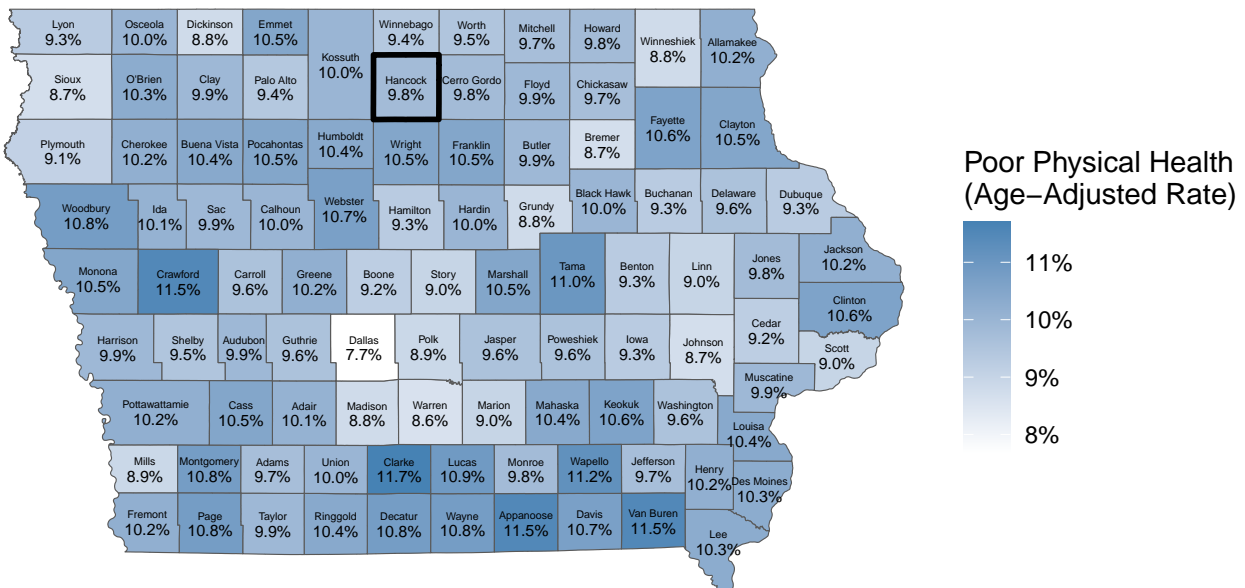 Lyon Osceola Dickinson Emmet Winnebago Worth Mitchell Howard Winneshiek Allamakee
9.3% 10.0% 8.8% 10.5% 9.4% 9.5% 9.7% 9.8% 8.8% 10.2%
Kossuth
10.0%
Sioux O'Brien Clay Palo Alto Hancock Cerro Gordo Floyd Chickasaw
8.7% 10.3% 9.9% 9.4% 9.8% 9.8% 9.9% 9.7%
Fayette Clayton
10.6% 10.5%
Plymouth Cherokee Buena Vista Pocahontas Humboldt Wright Franklin Butler Bremer
9.1% 10.2% 10.4% 10.5% 10.4% 10.5% 10.5% 9.9% 8.7%
Poor Physical Health
(Age−Adjusted Rate)
Woodbury Ida Sac Calhoun Webster Hamilton Hardin Grundy Black Hawk Buchanan Delaware Dubuque
10.8% 10.1% 9.9% 10.0% 10.7% 9.3% 10.0% 8.8% 10.0% 9.3% 9.6% 9.3%
Monona Crawford Carroll Greene Boone Story Marshall Tama Benton Linn Jones Jackson
10.5% 11.5% 9.6% 10.2% 9.2% 9.0% 10.5% 11.0% 9.3% 9.0% 9.8% 10.2%
11%
Clinton
10.6%
10%
Harrison Shelby Audubon Guthrie Dallas Polk Jasper Poweshiek Iowa Johnson Cedar Scott
9.9% 9.5% 9.9% 9.6% 7.7% 8.9% 9.6% 9.6% 9.3% 8.7% 9.2% 9.0%
9%
Muscatine
9.9%
Pottawattamie Cass Adair Madison Warren Marion Mahaska Keokuk Washington Louisa
10.2% 10.5% 10.1% 8.8% 8.6% 9.0% 10.4% 10.6% 9.6% 10.4%
8%
Mills Montgomery Adams Union Clarke Lucas Monroe Wapello Jefferson Henry Des Moines
8.9% 10.8% 9.7% 10.0% 11.7% 10.9% 9.8% 11.2% 9.7% 10.2% 10.3%
Fremont Page Taylor Ringgold Decatur Wayne Appanoose Davis Van Buren Lee
10.2% 10.8% 9.9% 10.4% 10.8% 10.8% 11.5% 10.7% 11.5% 10.3%